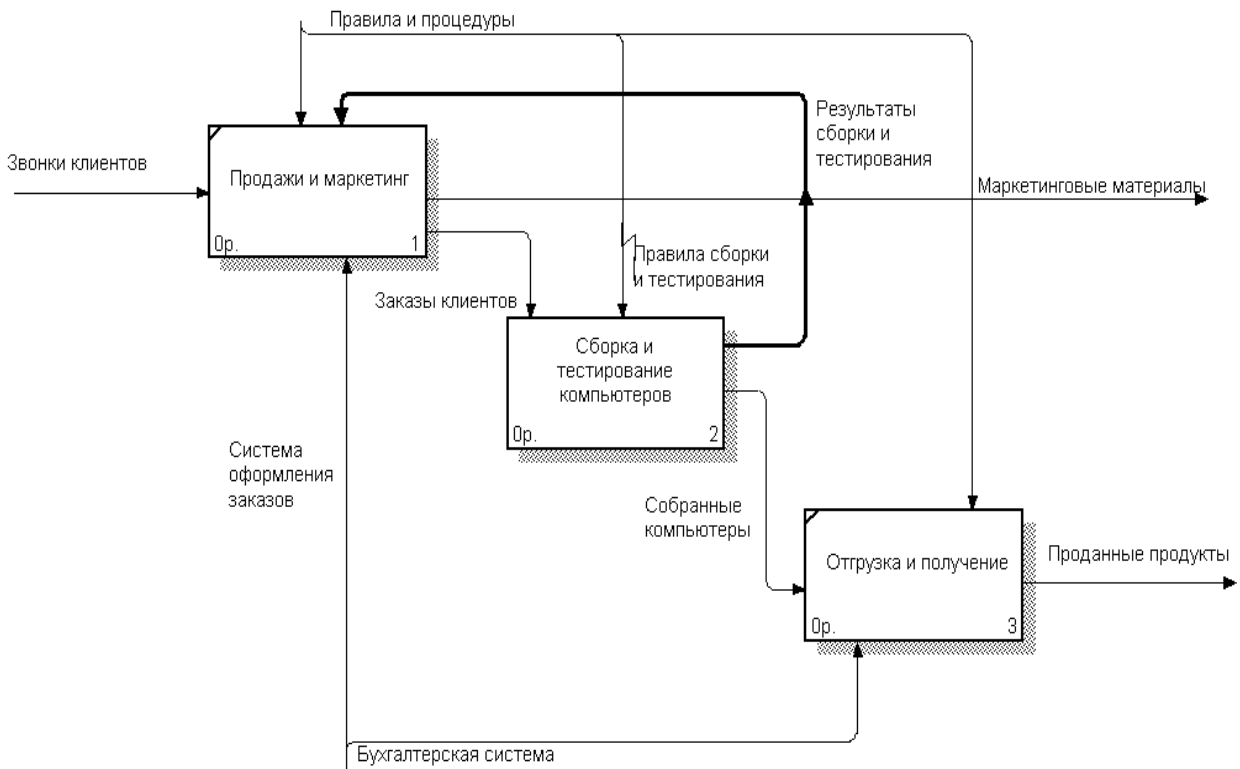 Правила и процедуры
Результаты
сборки и
тестирования
Звонки клиентов
Продажи и маркетинг
Маркетинговые материалы
0р.
1
Правила сборки
и тестирования
Заказы клиентов
Сборка и
тестирование
компьютеров
0р.
2
Система
оформления
заказов
Собранные
компьютеры
Отгрузка и получение
Проданные продукты
0р.
3
Бухгалтерская система